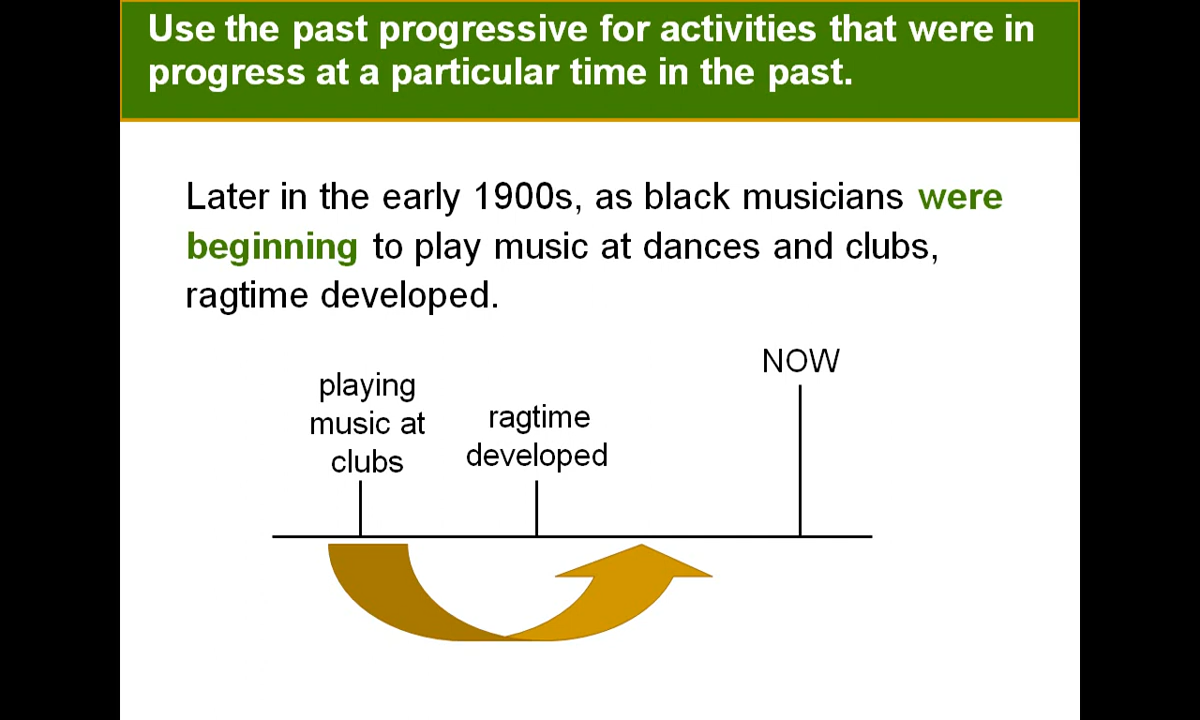 Use the past progressive for activities that were in
progress at a particular time in the past.
Later in the early 1900s, as black musicians were
beginning to play music at dances and clubs,
ragtime developed.
NOW
playing
music at
clubs
ragtime
developed